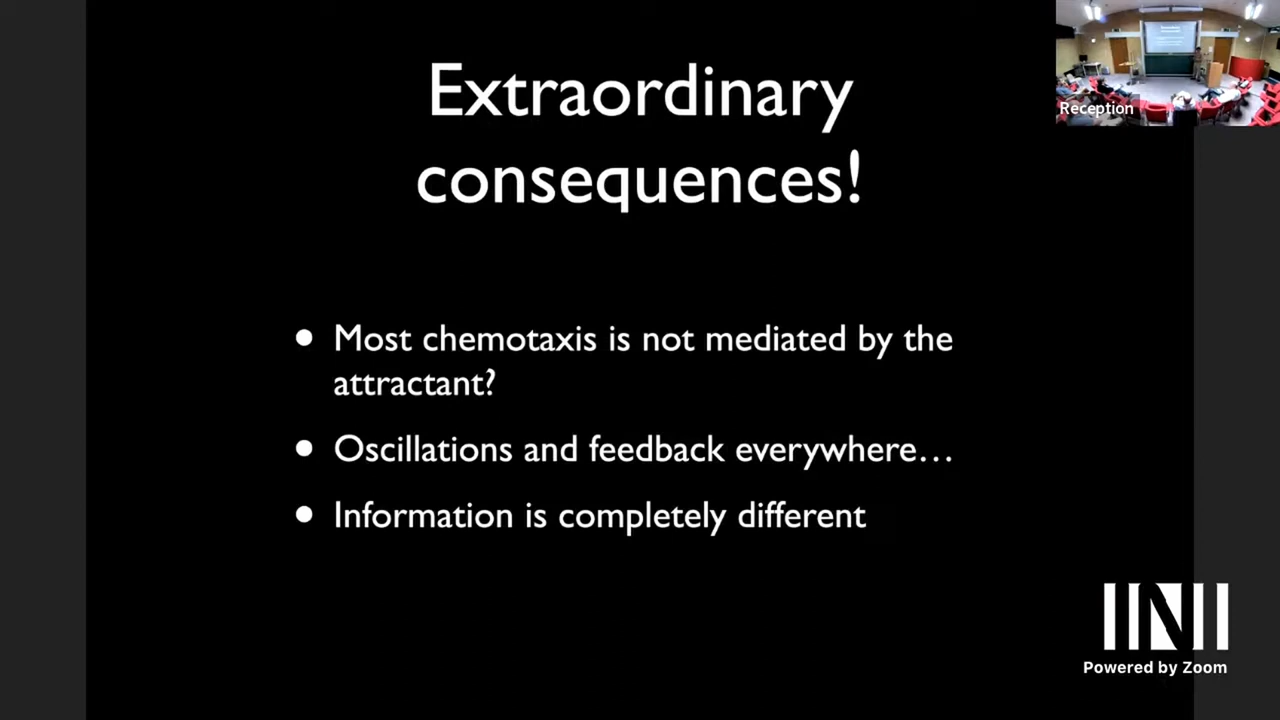 Extraordinary
consequences!
Reception
• Most chemotaxis is not mediated by the
attractant?
• Oscillations and feedback everywhere…
• Information is completely different
INI
Powered by Zoom